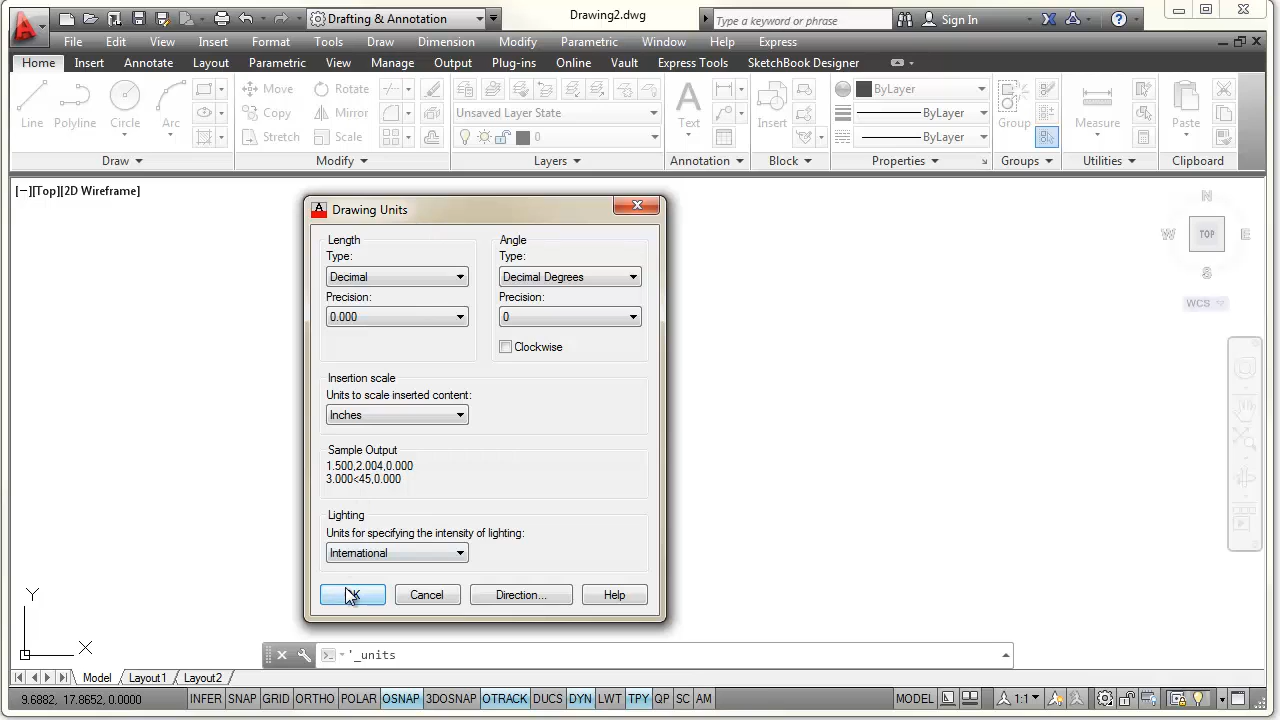 Drafting & Annotation
Drawing2.dwg
Type a keyword or phrase
Sign In
File Edit View Insert Format Tools Draw Dimension Modify Parametric Window Help Express
Home Insert Annotate Layout Parametric View Manage Output Plug-ins Online Vault Express Tools SketchBook Designer
Line Polyline Circle Arc
Move Rotate
Copy Mirror
Stretch Scale
Unsaved Layer State
0
Text
Insert
ByLayer
ByLayer
ByLayer
Group
Measure
Paste
Draw Modify Layers Annotation Block Properties Groups Utilities Clipboard
[−][Top][2D Wireframe]
N
W TOP E
S
WCS
Drawing Units
Length
Type:
Decimal
Precision:
0.000
Angle
Type:
Decimal Degrees
Precision:
0
Clockwise
Insertion scale
Units to scale inserted content:
Inches
Sample Output
1.500,2.004,0.000
3.000<45,0.000
Lighting
Units for specifying the intensity of lighting:
International
Cancel Direction... Help
Y
X
'_units
Model Layout1 Layout2
9.6882, 17.8652, 0.0000 INFER SNAP GRID ORTHO POLAR OSNAP 3DOSNAP OTRACK DUCS DYN LWT TPY QP SC AM MODEL 1:1